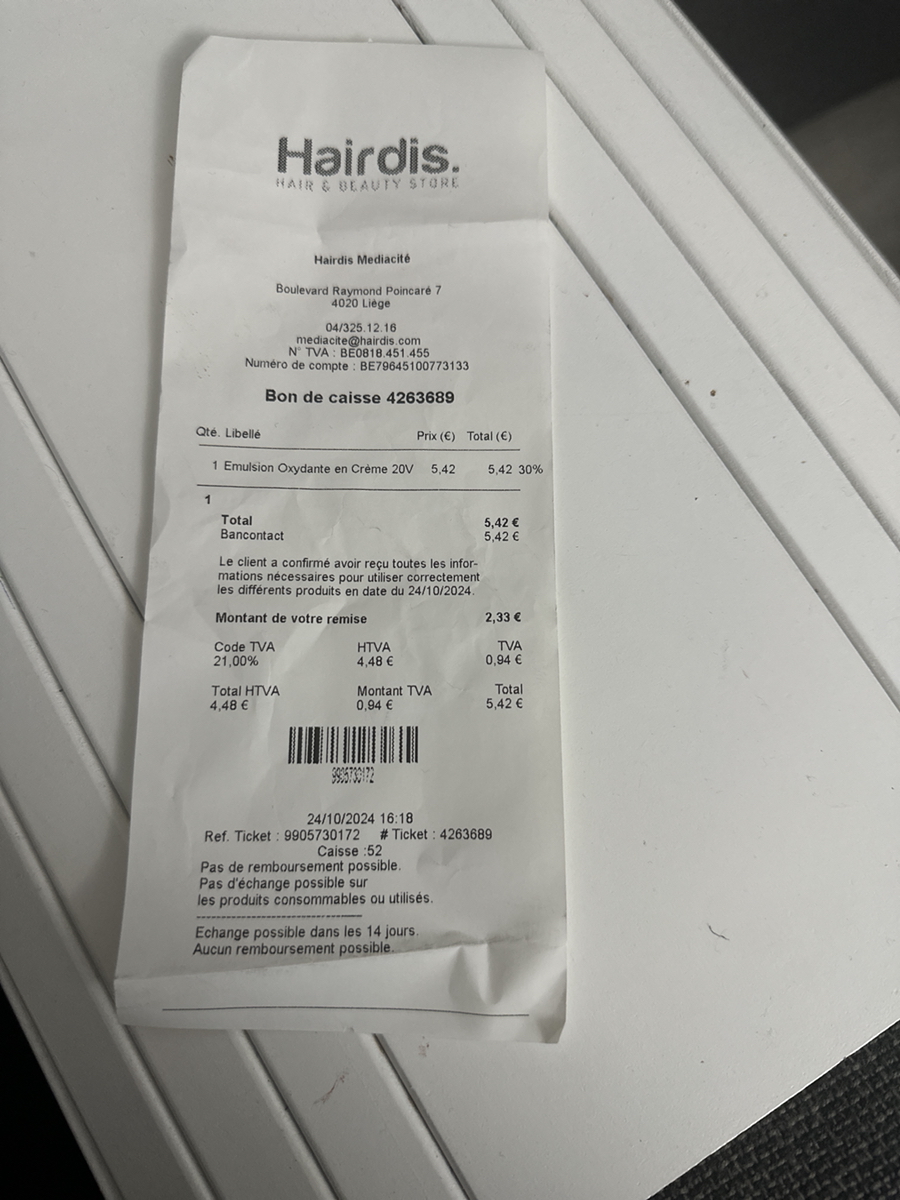 Hairdis.
HAIR & BEAUTY STORE
Hairdis Mediacité
Boulevard Raymond Poincaré 7
4020 Liège
04/325.12.16
mediacite@hairdis.com
N° TVA : BE0818.451.455
Numéro de compte : BE79645100773133
Bon de caisse 4263689
Qté. Libellé Prix (€) Total (€)
1 Emulsion Oxydante en Crème 20V 5,42 5,42 30%
1
Total 5,42 €
Bancontact 5,42 €
Le client a confirmé avoir reçu toutes les infor-
mations nécessaires pour utiliser correctement
les différents produits en date du 24/10/2024.
Montant de votre remise 2,33 €
Code TVA HTVA TVA
21,00% 4,48 € 0,94 €
Total HTVA Montant TVA Total
4,48 € 0,94 € 5,42 €
9905730172
24/10/2024 16:18
Ref. Ticket : 9905730172 # Ticket : 4263689
Caisse :52
Pas de remboursement possible.
Pas d'échange possible sur
les produits consommables ou utilisés.
Echange possible dans les 14 jours.
Aucun remboursement possible.